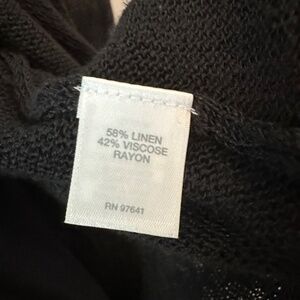 58% LINEN
42% VISCOSE
RAYON
RN 97641